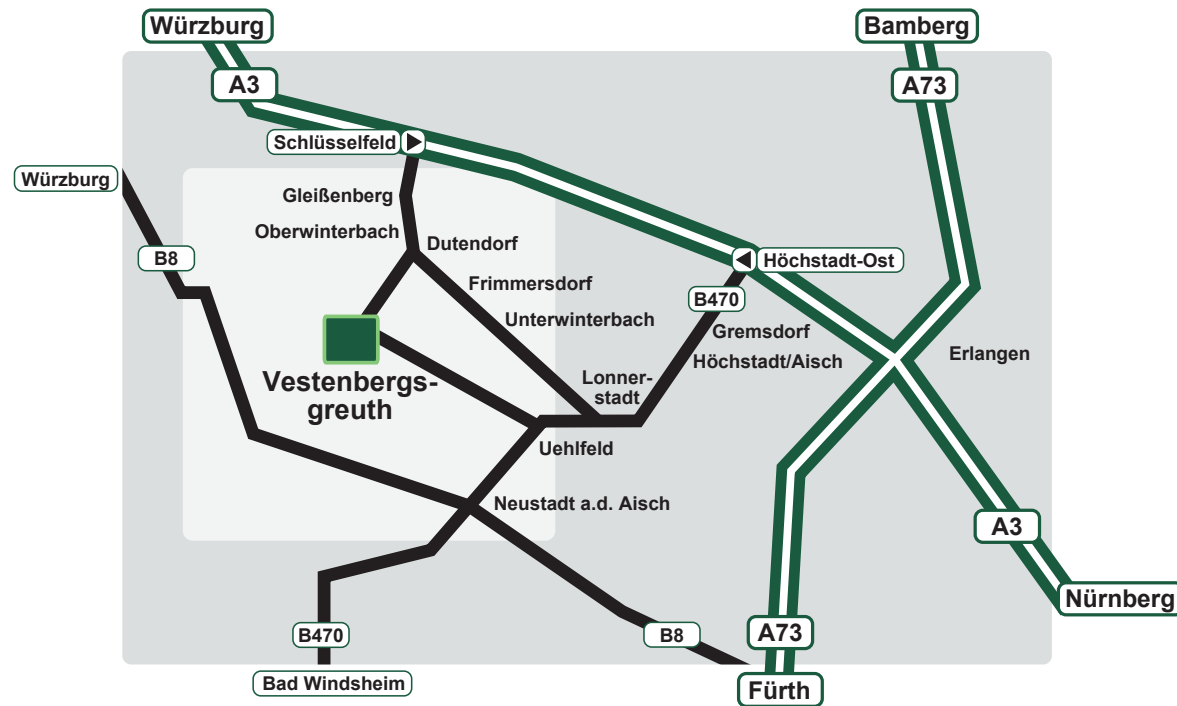 Würzburg
Bamberg
A3
A73
Schlüsselfeld
Würzburg
Gleißenberg
Oberwinterbach
Dutendorf
B8
Höchstadt-Ost
Frimmersdorf
B470
Unterwinterbach
Gremsdorf
Höchstadt/Aisch
Erlangen
Vestenbergs-
greuth
Lonner-
stadt
Uehlfeld
Neustadt a.d. Aisch
A3
Nürnberg
B470
B8
A73
Bad Windsheim
Fürth